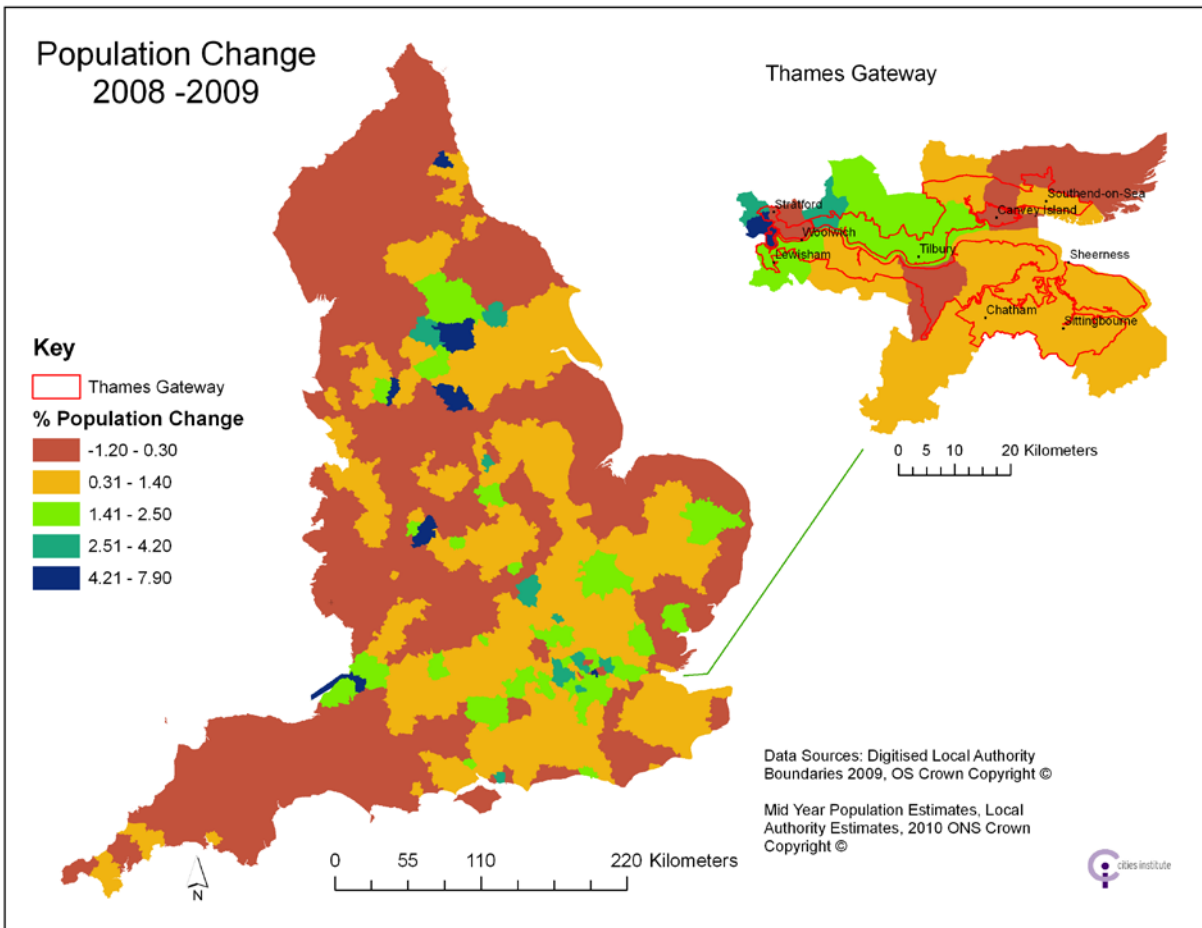 Population Change
2008 -2009
Thames Gateway
Southend-on-Sea
Stratford
Canvey Island
Woolwich
Lewisham
Tilbury
Sheerness
Chatham
Sittingbourne
0 5 10 20 Kilometers
Key
Thames Gateway
% Population Change
-1.20 - 0.30
0.31 - 1.40
1.41 - 2.50
2.51 - 4.20
4.21 - 7.90
Data Sources: Digitised Local Authority
Boundaries 2009, OS Crown Copyright ©
Mid Year Population Estimates, Local
Authority Estimates, 2010 ONS Crown
Copyright ©
0 55 110 220 Kilometers
N
cities institute